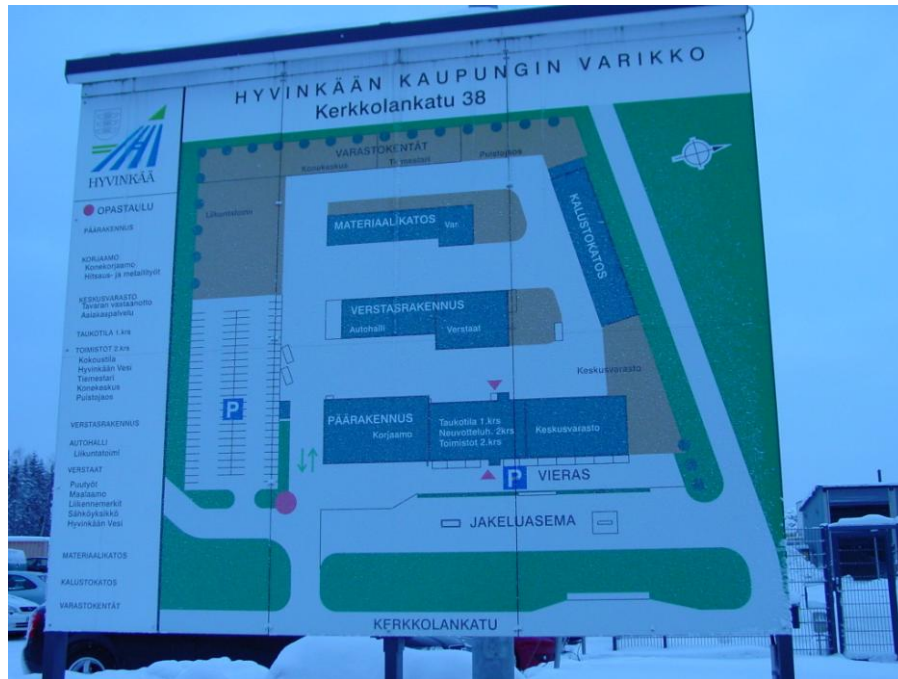 HYVINKÄÄN KAUPUNGIN VARIKKO
Kerkkolankatu 38
HYVINKÄÄ
OPASTAULU
PÄÄRAKENNUS
KORJAAMO
Konekorjaamo
Hitsaus- ja metallityöt
KESKUSVARASTO
Tavaran vastaanotto
Asiakaspalvelu
TAUKOTILA 1.krs
TOIMISTOT 2.krs
Kokoustila
Hyvinkään Vesi
Tiemestari
Konekeskus
Puistojaos
VERSTASRAKENNUS
AUTOHALLI
Liikuntatoimi
VERSTAAT
Puutyöt
Maalaamo
Liikennemerkit
Sähköyksikkö
Hyvinkään Vesi
MATERIAALIKATOS
KALUSTOKATOS
VARASTOKENTÄT
VARASTOKENTÄT
Konekeskus
Tiemestari
Puistojaos
Liikuntatoimi
MATERIAALIKATOS Var.
KALUSTOKATOS
VERSTASRAKENNUS
Autohalli
Verstaat
Keskusvarasto
P
PÄÄRAKENNUS
Korjaamo
Taukotila 1.krs
Neuvotteluh. 2krs
Toimistot 2.krs
Keskusvarasto
P
VIERAS
JAKELUASEMA
KERKKOLANKATU